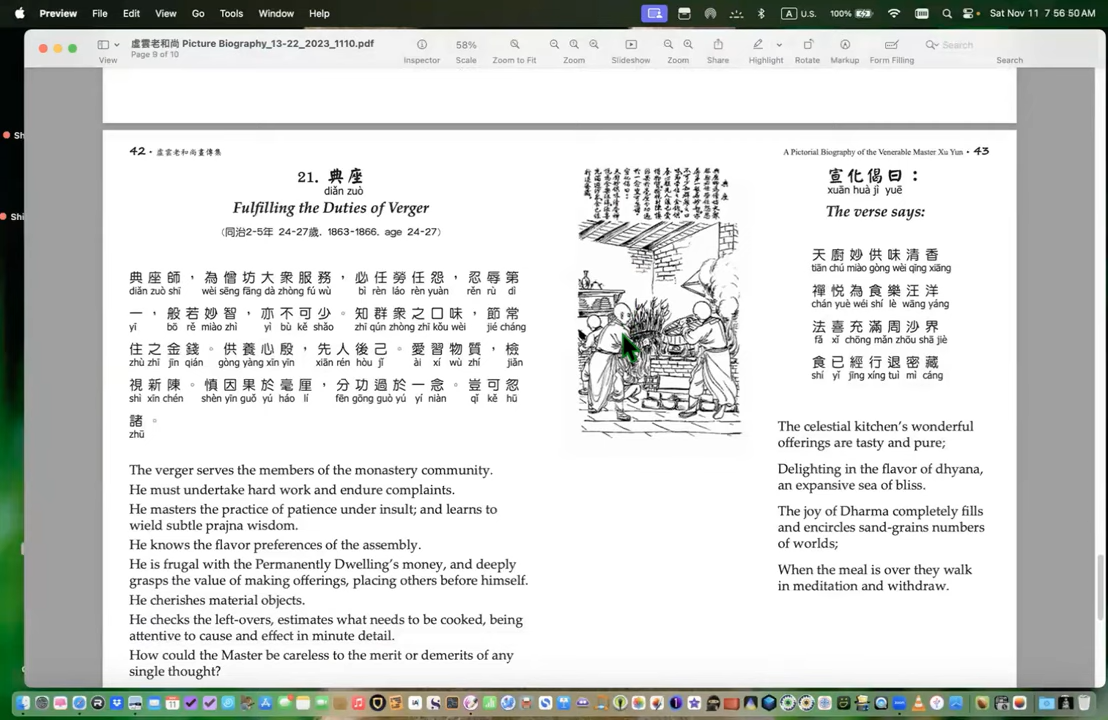 Preview File Edit View Go Tools Window Help
A U.S. 100% Sat Nov 11 7 56 50 AM
虛雲老和尚 Picture Biography_13-22_2023_1110.pdf
Page 9 of 10
58%
Search
View Inspector Scale Zoom to Fit Zoom Slideshow Zoom Share Highlight Rotate Markup Form Filling Search
42 • 虛雲老和尚畫傳集
21. 典座
diǎn zuò
Fulfilling the Duties of Verger
(同治2-5年 24-27歲. 1863-1866. age 24-27)
典座師，為僧坊大衆服務，必任勞任怨，忍辱第
diǎn zuò shī wèi sēng fāng dà zhòng fú wù bì rèn láo rèn yuàn rěn rù dì
一，般若妙智，亦不可少。知群衆之口味，節常
yī bō rě miào zhì yì bù kě shǎo zhī qún zhòng zhī kǒu wèi jié cháng
住之金錢。供養心殷，先人後己。愛習物質，檢
zhù zhī jīn qián gòng yàng xīn yīn xiān rén hòu jǐ ài xí wù zhí jiǎn
視新陳。慎因果於毫厘，分功過於一念。豈可忽
shì xīn chén shèn yīn guǒ yú háo lí fēn gōng guò yú yí niàn qǐ kě hū
諸。
zhū
The verger serves the members of the monastery community.
He must undertake hard work and endure complaints.
He masters the practice of patience under insult; and learns to
wield subtle prajna wisdom.
He knows the flavor preferences of the assembly.
He is frugal with the Permanently Dwelling's money, and deeply
grasps the value of making offerings, placing others before himself.
He cherishes material objects.
He checks the left-overs, estimates what needs to be cooked, being
attentive to cause and effect in minute detail.
How could the Master be careless to the merit or demerits of any
single thought?
A Pictorial Biography of the Venerable Master Xu Yun • 43
宣化偈曰：
xuān huà jì yuē
The verse says:
天廚妙供味清香
tiān chú miào gòng wèi qīng xiāng
禪悅為食樂汪洋
chán yuè wéi shí lè wāng yáng
法喜充滿周沙界
fǎ xǐ chōng mǎn zhōu shā jiè
食已經行退密藏
shí yǐ jīng xíng tuì mì cáng
The celestial kitchen's wonderful
offerings are tasty and pure;
Delighting in the flavor of dhyana,
an expansive sea of bliss.
The joy of Dharma completely fills
and encircles sand-grains numbers
of worlds;
When the meal is over they walk
in meditation and withdraw.